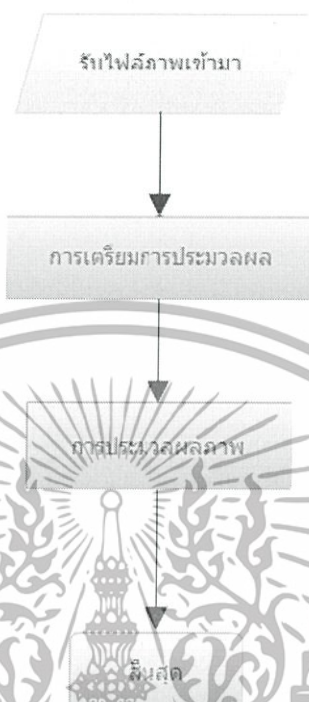 รับไฟล์ภาพเข้ามา
การเตรียมการประมวลผล
การประมวลผลภาพ
สิ้นสุด